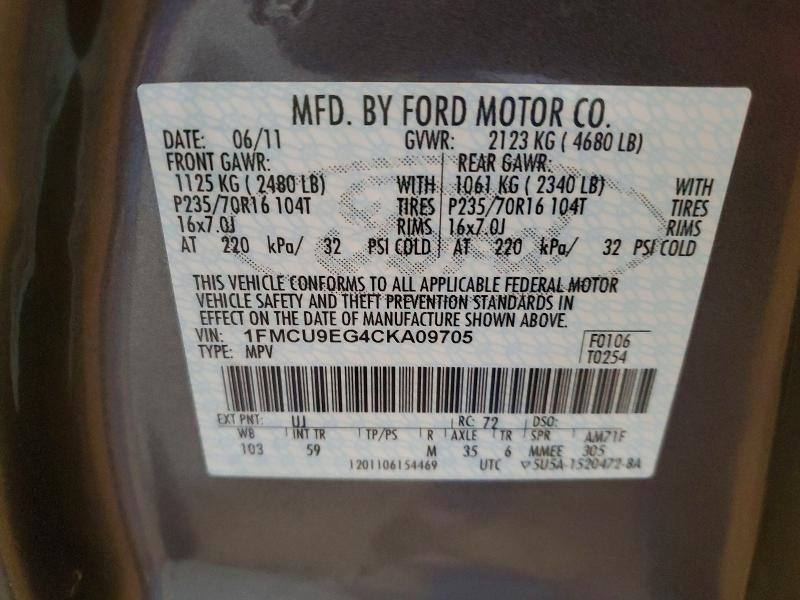 MFD. BY FORD MOTOR CO.
DATE: 06/11 GVWR: 2123 KG ( 4680 LB)
FRONT GAWR: REAR GAWR:
1125 KG ( 2480 LB) WITH 1061 KG ( 2340 LB) WITH
P235/70R16 104T TIRES P235/70R16 104T TIRES
16x7.0J RIMS 16x7.0J RIMS
AT 220 kPa/ 32 PSI COLD AT 220 kPa/ 32 PSI COLD
THIS VEHICLE CONFORMS TO ALL APPLICABLE FEDERAL MOTOR
VEHICLE SAFETY AND THEFT PREVENTION STANDARDS IN
EFFECT ON THE DATE OF MANUFACTURE SHOWN ABOVE.
VIN: 1FMCU9EG4CKA09705 F0106
TYPE: MPV T0254
EXT PNT: UJ RC: 72 DSO:
WB INT TR TP/PS R AXLE TR SPR AM71F
103 59 M 35 6 MMEE 305
1201106154469 UTC ▽5U5A-1520472-8A